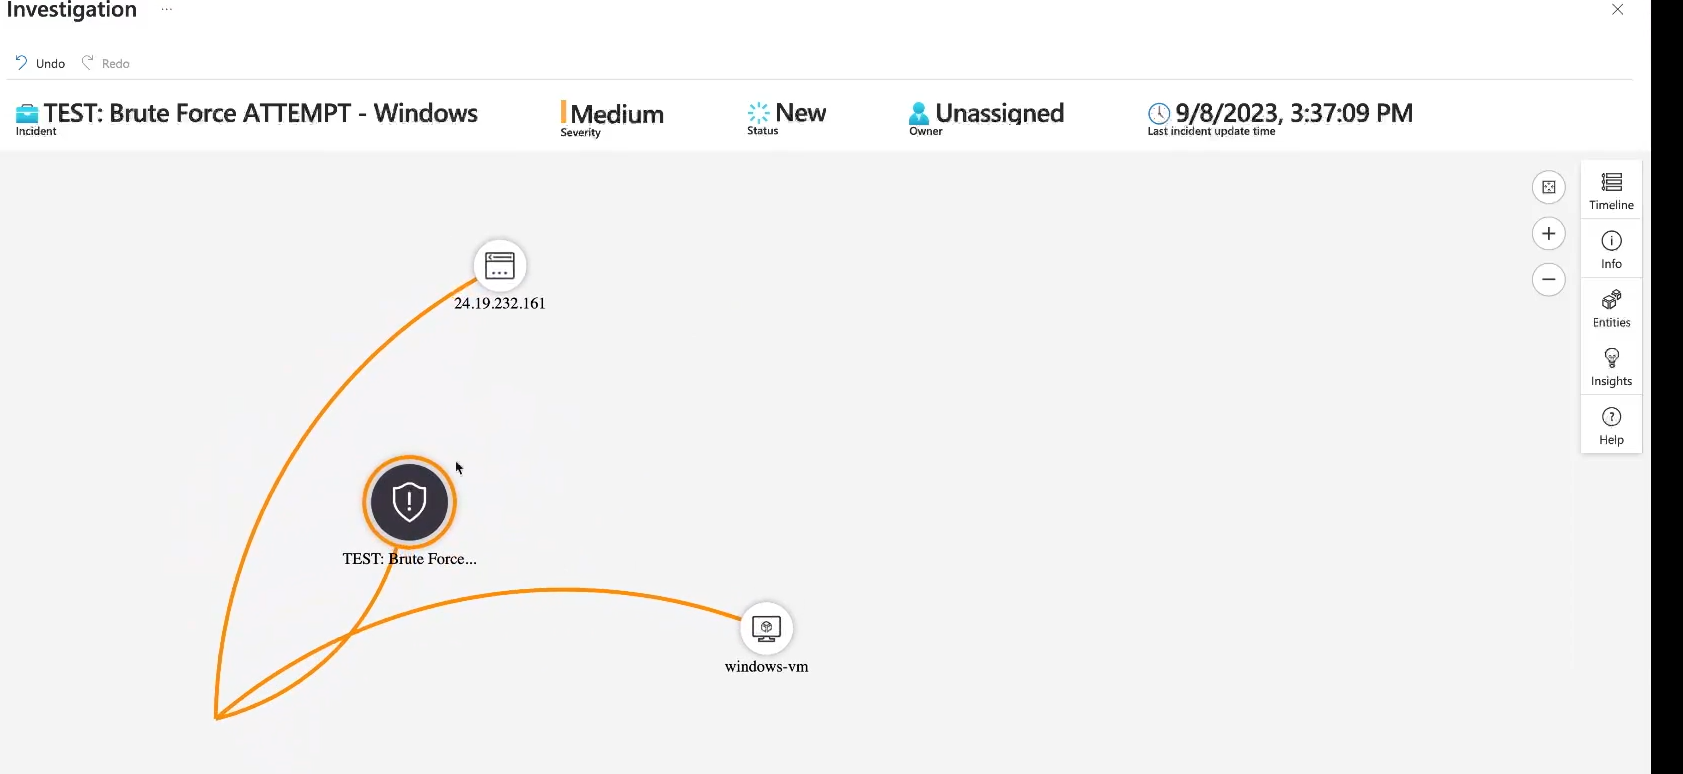 Investigation ...
Undo Redo
TEST: Brute Force ATTEMPT - Windows
Incident
Medium
Severity
New
Status
Unassigned
Owner
9/8/2023, 3:37:09 PM
Last incident update time
Timeline
Info
Entities
Insights
Help
24.19.232.161
TEST: Brute Force...
windows-vm